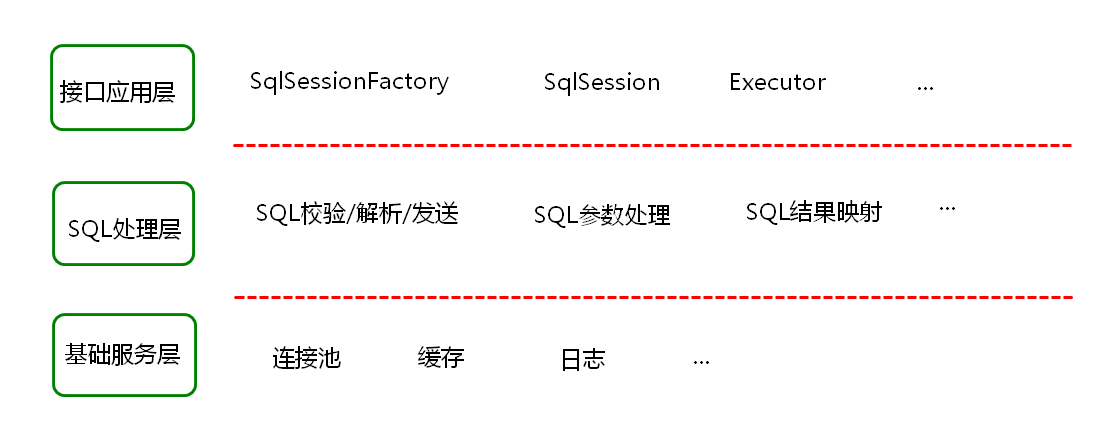 接口应用层 SqlSessionFactory SqlSession Executor ...
SQL处理层 SQL校验/解析/发送 SQL参数处理 SQL结果映射 ...
基础服务层 连接池 缓存 日志 ...